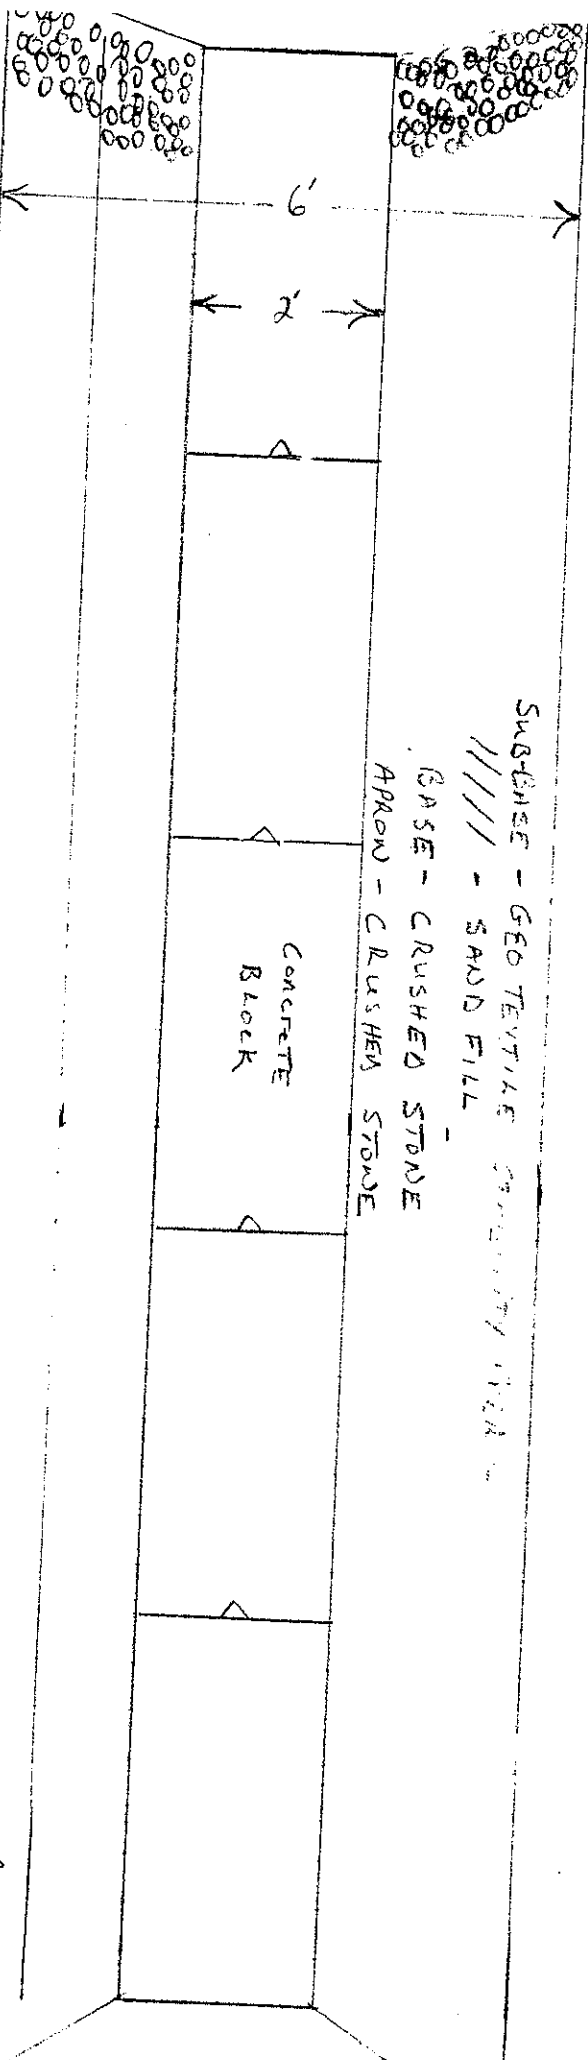 6'
2'
SUB-BASE - GEO TEXTILE
////// - SAND FILL
BASE - CRUSHED STONE
APRON - CRUSHED STONE
CONCRETE
BLOCK